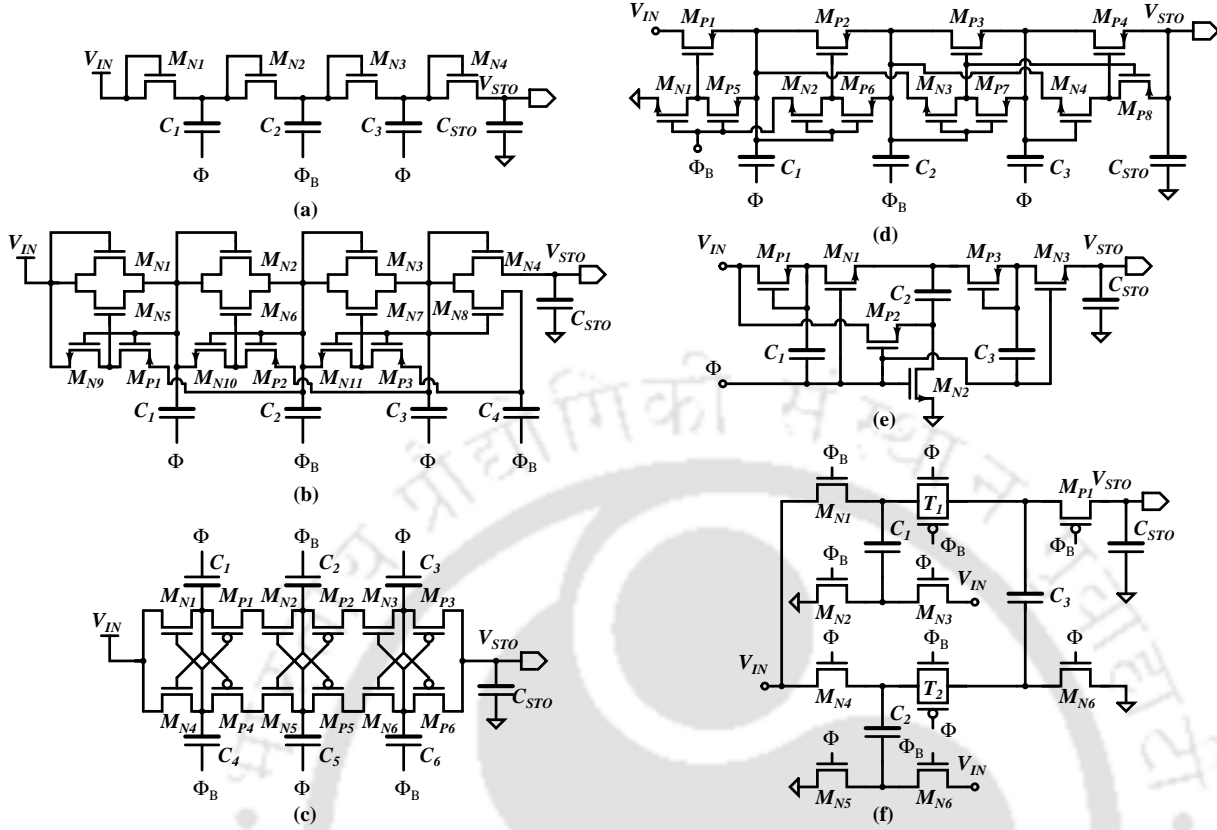 V_IN M_N1 M_N2 M_N3 M_N4 V_STO
C_1 C_2 C_3 C_STO
Φ Φ_B Φ
(a)
V_IN M_N1 M_N2 M_N3 M_N4 V_STO
M_N5 M_N6 M_N7 M_N8 C_STO
M_N9 M_P1 M_N10 M_P2 M_N11 M_P3
C_1 C_2 C_3 C_4
Φ Φ_B Φ Φ_B
(b)
Φ Φ_B Φ
C_1 C_2 C_3
M_N1 M_P1 M_N2 M_P2 M_N3 M_P3
V_IN V_STO
C_STO
M_N4 M_P4 M_N5 M_P5 M_N6 M_P6
C_4 C_5 C_6
Φ_B Φ Φ_B
(c)
V_IN M_P1 M_P2 M_P3 M_P4 V_STO
M_N1 M_P5 M_N2 M_P6 M_N3 M_P7 M_N4 M_P8
Φ_B C_1 C_2 C_3 C_STO
Φ Φ_B Φ
(d)
V_IN M_P1 M_N1 M_P3 M_N3 V_STO
C_2 C_STO
M_P2
C_1 C_3
Φ M_N2
(e)
Φ_B Φ
M_N1 T_1 M_P1 V_STO
C_1 Φ_B Φ_B C_STO
Φ_B Φ V_IN
M_N2 M_N3 C_3
Φ Φ_B Φ
V_IN M_N4 T_2 M_N6
C_2 Φ
Φ Φ_B V_IN
M_N5 M_N6
(f)